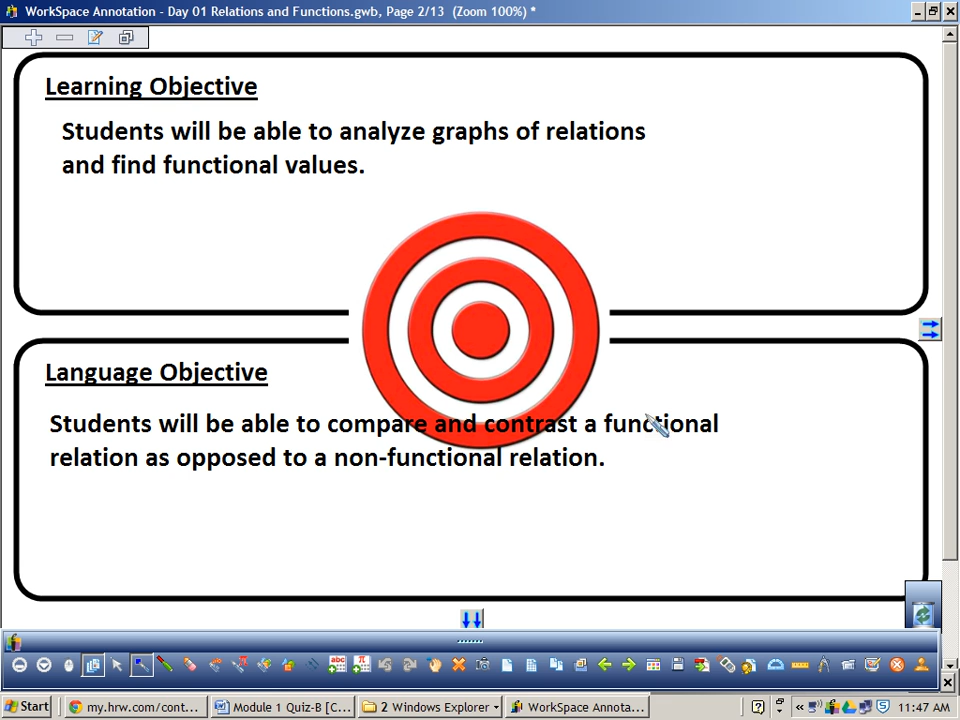 WorkSpace Annotation - Day 01 Relations and Functions.gwb, Page 2/13 (Zoom 100%) *
Learning Objective
Students will be able to analyze graphs of relations
and find functional values.
Language Objective
Students will be able to compare and contrast a functional
relation as opposed to a non-functional relation.
abc
Start
my.hrw.com/cont...
Module 1 Quiz-B [C...
2 Windows Explorer
WorkSpace Annota...
11:47 AM